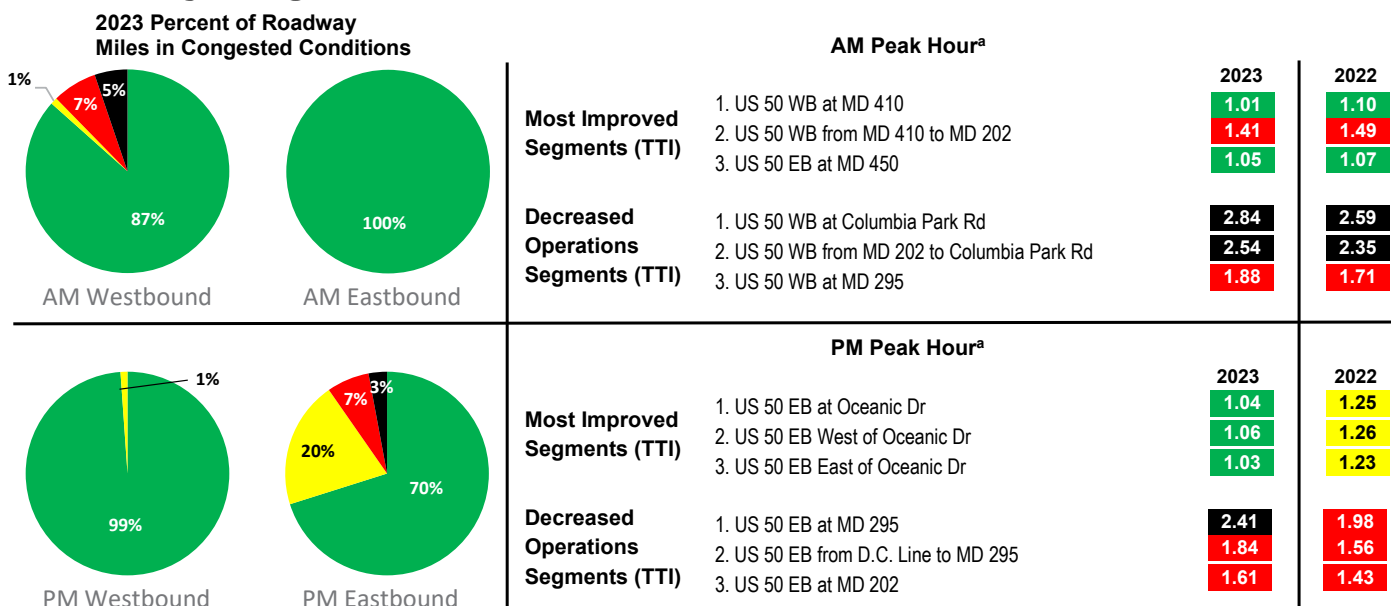 2023 Percent of Roadway
Miles in Congested Conditions
1%
7%
5%
87%
AM Westbound
100%
AM Eastbound
AM Peak Hourᵃ
2023
2022
Most Improved
Segments (TTI)
1. US 50 WB at MD 410
1.01
1.10
2. US 50 WB from MD 410 to MD 202
1.41
1.49
3. US 50 EB at MD 450
1.05
1.07
Decreased
Operations
Segments (TTI)
1. US 50 WB at Columbia Park Rd
2.84
2.59
2. US 50 WB from MD 202 to Columbia Park Rd
2.54
2.35
3. US 50 WB at MD 295
1.88
1.71
1%
99%
PM Westbound
3%
7%
20%
70%
PM Eastbound
PM Peak Hourᵃ
2023
2022
Most Improved
Segments (TTI)
1. US 50 EB at Oceanic Dr
1.04
1.25
2. US 50 EB West of Oceanic Dr
1.06
1.26
3. US 50 EB East of Oceanic Dr
1.03
1.23
Decreased
Operations
Segments (TTI)
1. US 50 EB at MD 295
2.41
1.98
2. US 50 EB from D.C. Line to MD 295
1.84
1.56
3. US 50 EB at MD 202
1.61
1.43